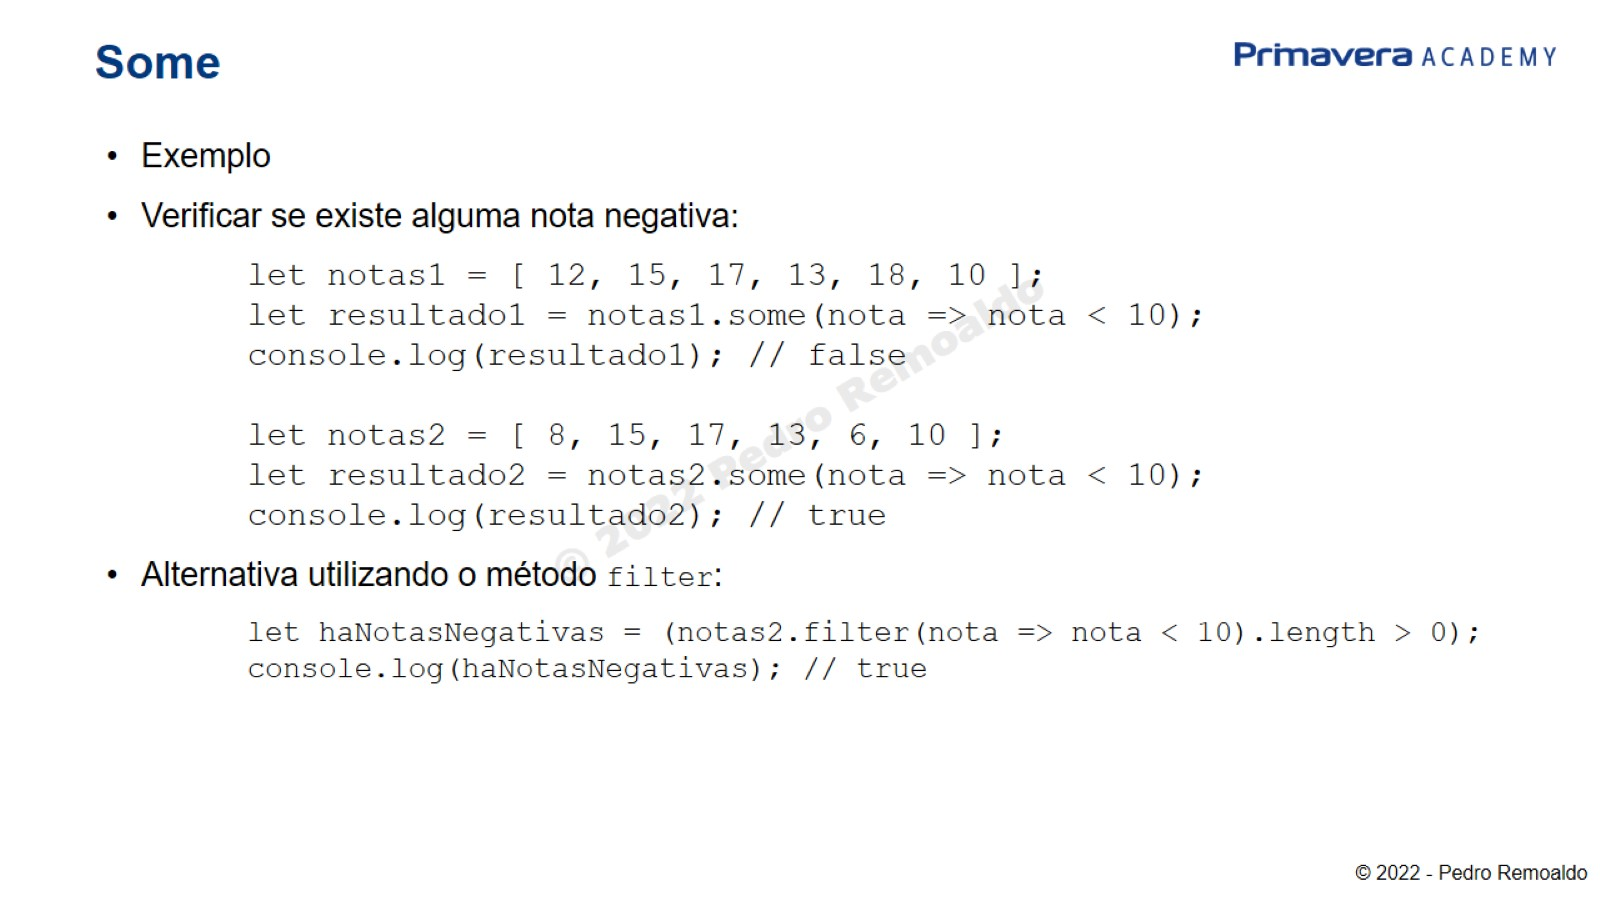 Some
Primavera ACADEMY
• Exemplo
• Verificar se existe alguma nota negativa:
let notas1 = [ 12, 15, 17, 13, 18, 10 ];
let resultado1 = notas1.some(nota => nota < 10);
console.log(resultado1); // false
let notas2 = [ 8, 15, 17, 13, 6, 10 ];
let resultado2 = notas2.some(nota => nota < 10);
console.log(resultado2); // true
• Alternativa utilizando o método filter:
let haNotasNegativas = (notas2.filter(nota => nota < 10).length > 0);
console.log(haNotasNegativas); // true
© 2022 Pedro Remoaldo
© 2022 - Pedro Remoaldo